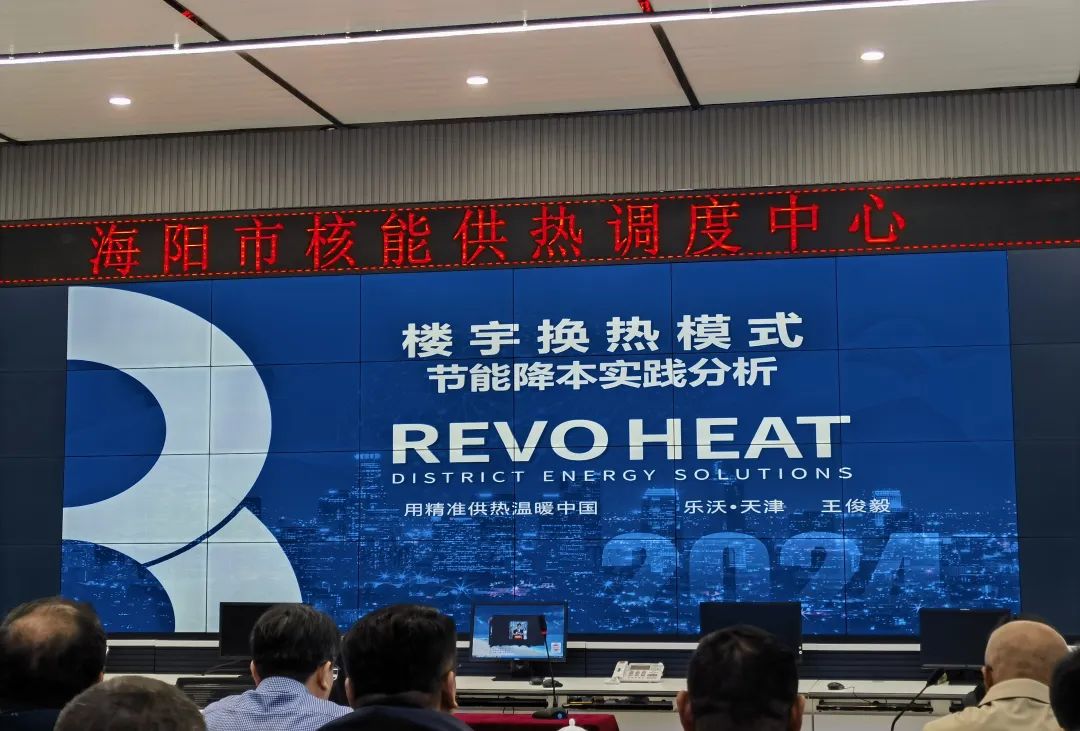 海阳市核能供热调度中心
楼宇换热模式
节能降本实践分析
REVO HEAT
DISTRICT ENERGY SOLUTIONS
用精准供热温暖中国 乐沃•天津 王俊毅
2024